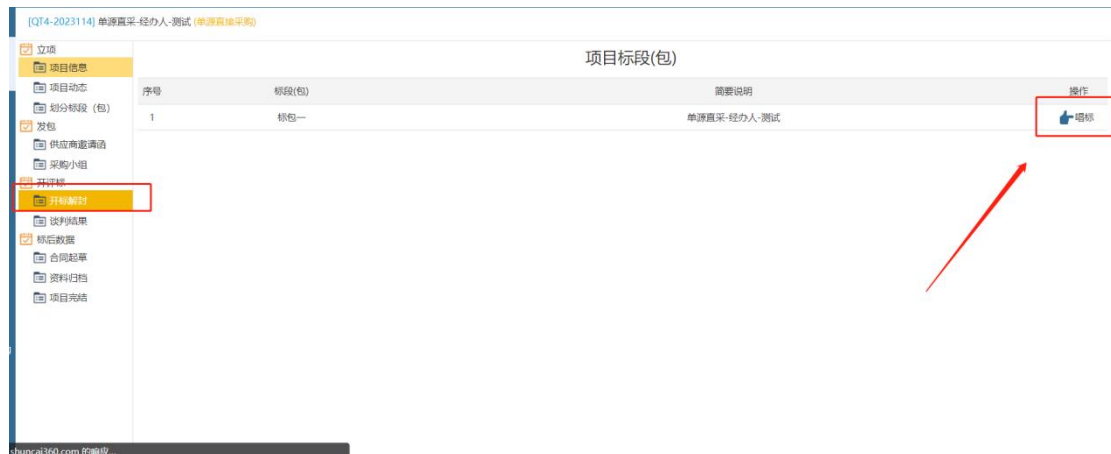 [QT4-2023114] 单源直采-经办人-测试 (单源直接采购)
立项
项目信息
项目动态
划分标段（包）
发包
供应商邀请函
采购小组
开评标
开标解封
谈判结果
标后数据
合同起草
资料归档
项目完结
项目标段(包)
序号 标段(包) 简要说明 操作
1 标包一 单源直采-经办人-测试 唱标
shuncai360.com 的响应...